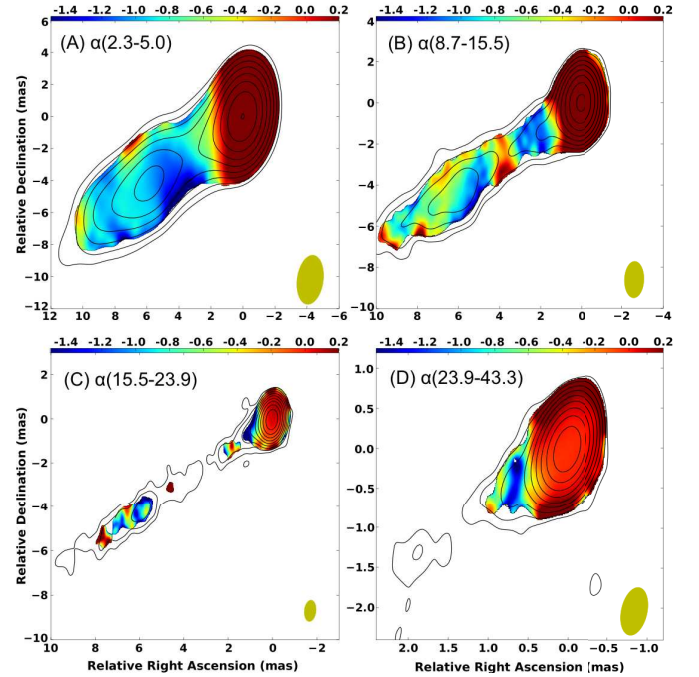 −1.4 −1.2 −1.0 −0.8 −0.6 −0.4 −0.2 0.0 0.2
−1.4 −1.2 −1.0 −0.8 −0.6 −0.4 −0.2 0.0 0.2
(A) α(2.3-5.0)
(B) α(8.7-15.5)
Relative Declination (mas)
6
4
2
0
−2
−4
−6
−8
−10
−12
12 10 8 6 4 2 0 −2 −4 −6
4
2
0
−2
−4
−6
−8
−10
10 8 6 4 2 0 −2 −4
−1.4 −1.2 −1.0 −0.8 −0.6 −0.4 −0.2 0.0 0.2
−1.4 −1.2 −1.0 −0.8 −0.6 −0.4 −0.2 0.0 0.2
(C) α(15.5-23.9)
(D) α(23.9-43.3)
Relative Declination (mas)
2
0
−2
−4
−6
−8
−10
10 8 6 4 2 0 −2
Relative Right Ascension (mas)
1.0
0.5
0.0
−0.5
−1.0
−1.5
−2.0
2.0 1.5 1.0 0.5 0.0 −0.5 −1.0
Relative Right Ascension (mas)